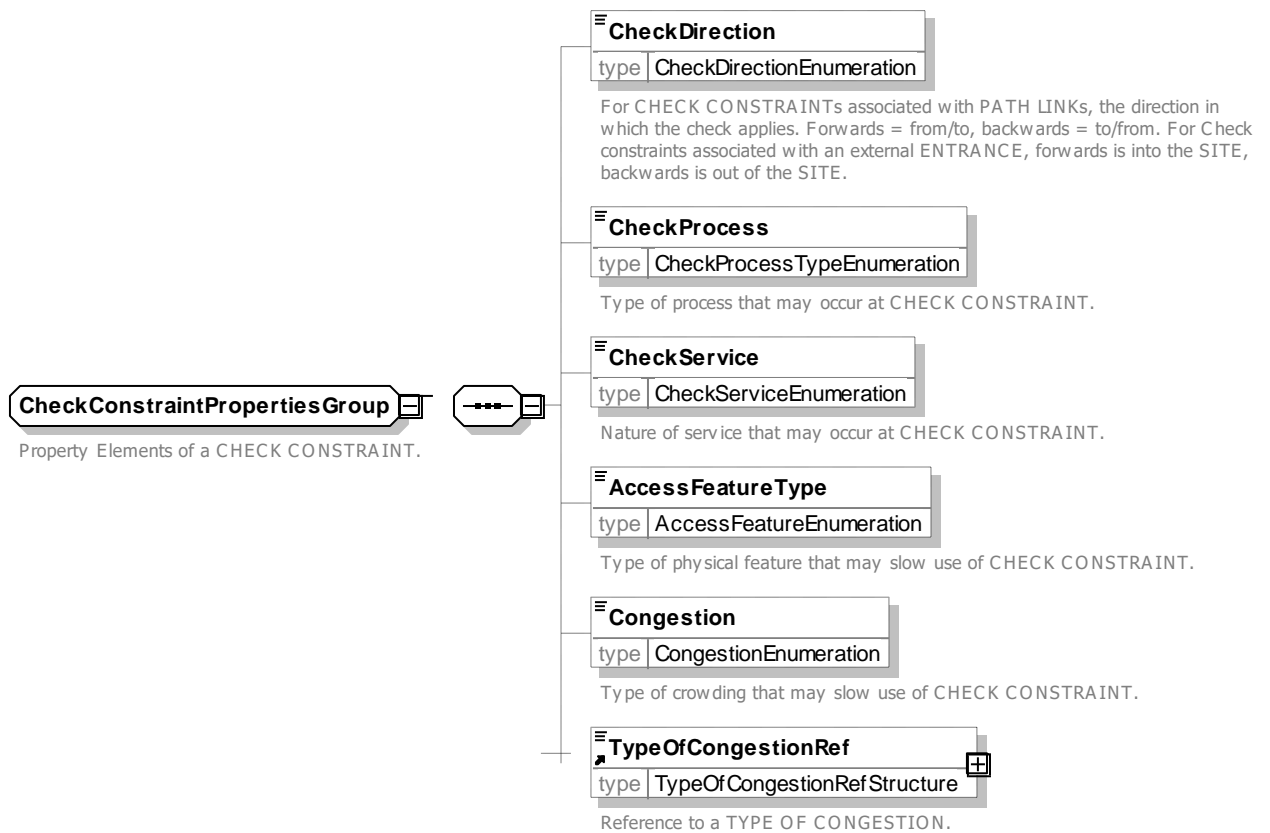 CheckDirection
type CheckDirectionEnumeration
For CHECK CONSTRAINTs associated with PATH LINKs, the direction in
which the check applies. Forwards = from/to, backwards = to/from. For Check
constraints associated with an external ENTRANCE, forwards is into the SITE,
backwards is out of the SITE.
CheckProcess
type CheckProcessTypeEnumeration
Type of process that may occur at CHECK CONSTRAINT.
CheckService
type CheckServiceEnumeration
Nature of service that may occur at CHECK CONSTRAINT.
CheckConstraintPropertiesGroup
Property Elements of a CHECK CONSTRAINT.
AccessFeatureType
type AccessFeatureEnumeration
Type of physical feature that may slow use of CHECK CONSTRAINT.
Congestion
type CongestionEnumeration
Type of crowding that may slow use of CHECK CONSTRAINT.
TypeOfCongestionRef
type TypeOfCongestionRefStructure
Reference to a TYPE OF CONGESTION.